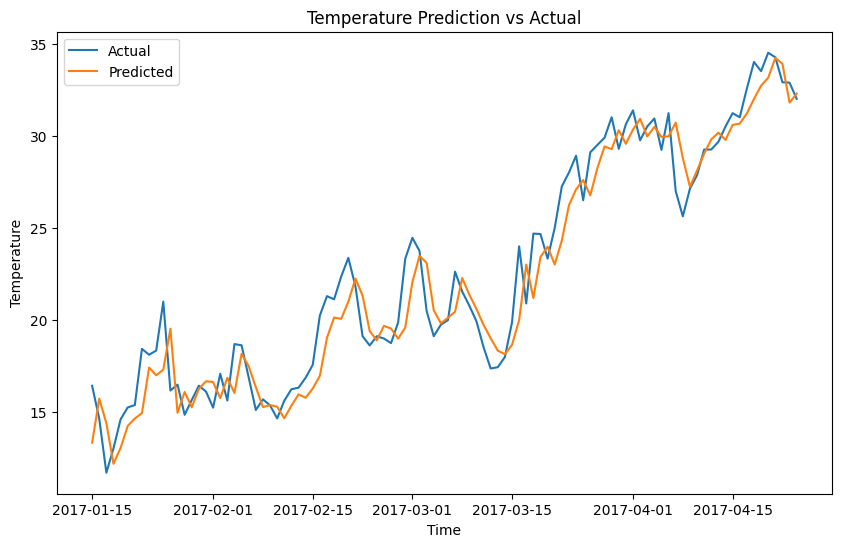 Temperature Prediction vs Actual
Actual
Predicted
35
30
25
20
15
Temperature
2017-01-15
2017-02-01
2017-02-15
2017-03-01
2017-03-15
2017-04-01
2017-04-15
Time